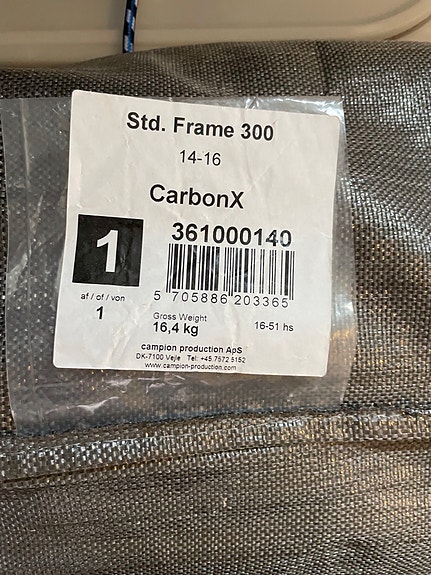 Std. Frame 300
14-16
CarbonX
1
361000140
5 705886 203365
af / of / von
1
Gross Weight
16,4 kg
16-51 hs
campion production ApS
DK-7100 Vejle Tel: +45 7572 5152
www.campion-production.com